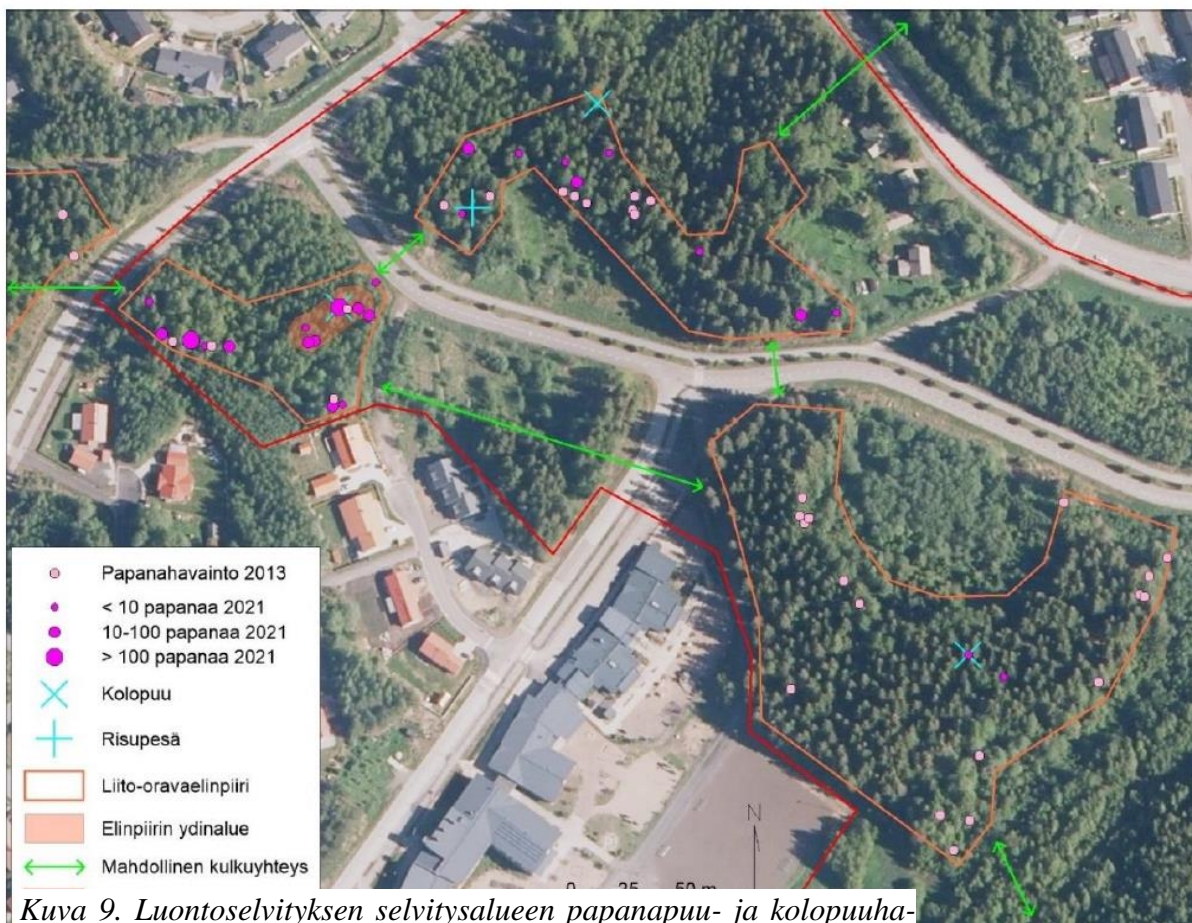 Papanahavainto 2013
< 10 papanaa 2021
10-100 papanaa 2021
> 100 papanaa 2021
Kolopuu
Risupesä
Liito-oravaelinpiiri
Elinpiirin ydinalue
Mahdollinen kulkuyhteys
N
0 25 50 m
Kuva 9. Luontoselvityksen selvitysalueen papanapuu- ja kolopuuha-